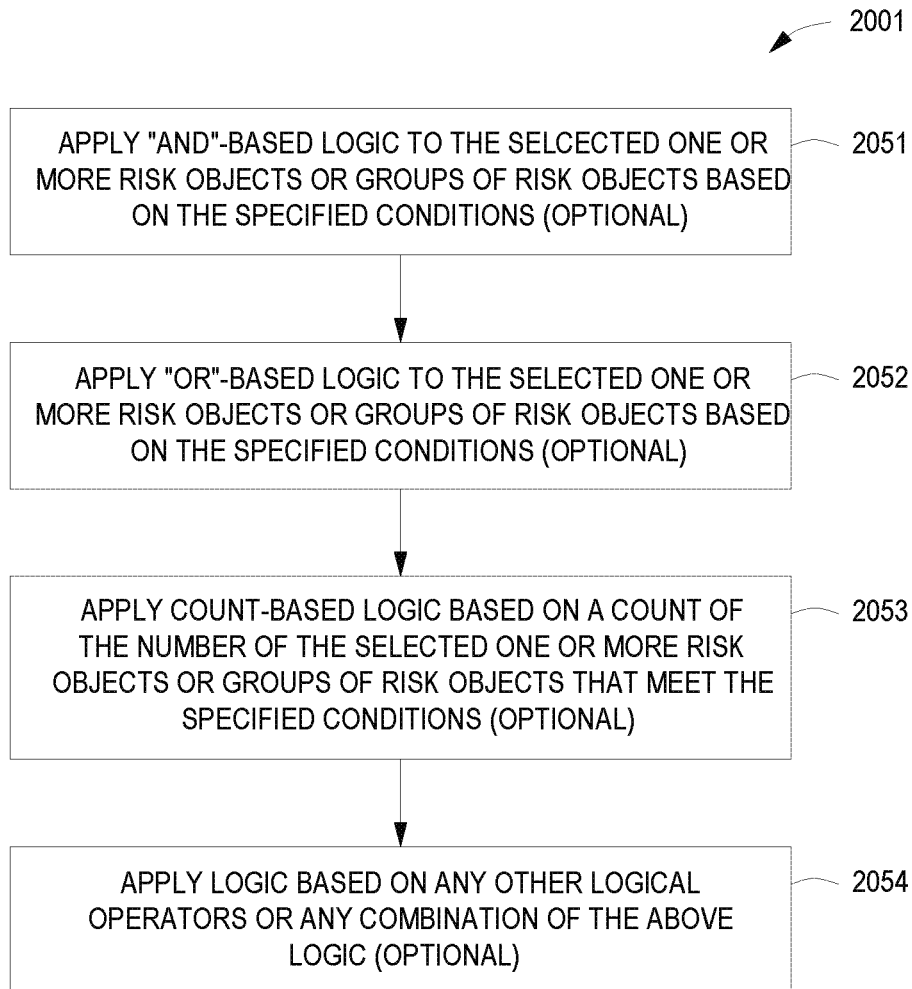 2001
APPLY "AND"-BASED LOGIC TO THE SELCECTED ONE OR
MORE RISK OBJECTS OR GROUPS OF RISK OBJECTS BASED
ON THE SPECIFIED CONDITIONS (OPTIONAL)
2051
APPLY "OR"-BASED LOGIC TO THE SELECTED ONE OR
MORE RISK OBJECTS OR GROUPS OF RISK OBJECTS BASED
ON THE SPECIFIED CONDITIONS (OPTIONAL)
2052
APPLY COUNT-BASED LOGIC BASED ON A COUNT OF
THE NUMBER OF THE SELECTED ONE OR MORE RISK
OBJECTS OR GROUPS OF RISK OBJECTS THAT MEET THE
SPECIFIED CONDITIONS (OPTIONAL)
2053
APPLY LOGIC BASED ON ANY OTHER LOGICAL
OPERATORS OR ANY COMBINATION OF THE ABOVE
LOGIC (OPTIONAL)
2054